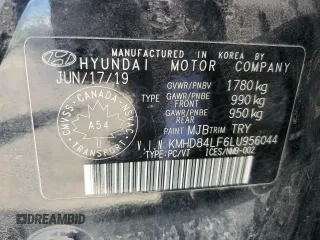 MANUFACTURED IN KOREA BY
HYUNDAI MOTOR COMPANY
JUN/17/19
GVWR/PNBV 1780 kg
TYPE GAWR/PNBE 990 kg
FRONT
GAWR/PNBE 950 kg
REAR
PAINT MJB TRIM TRY
V.I.N KMHD84LF6LU956044
TYPE:PC/VT ICES/NMB-002
CMVSS-CANADA-NSVAC
A54
TRANSPORT
DREAMBID